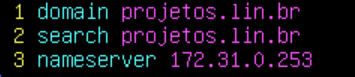 1 domain projetos.lin.br
2 search projetos.lin.br
3 nameserver 172.31.0.253